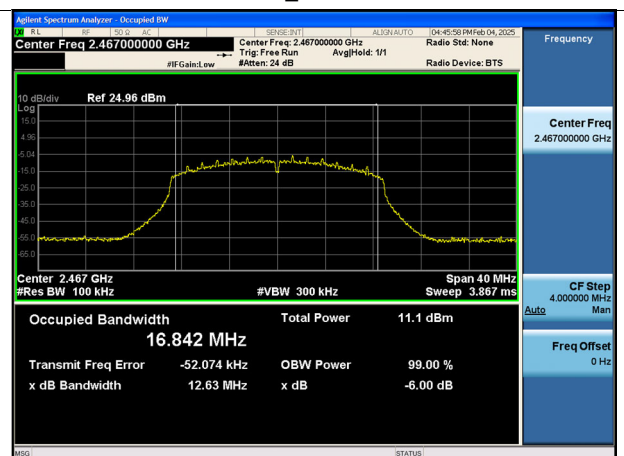 Agilent Spectrum Analyzer - Occupied BW
LXI RL RF 50 Ω AC SENSE:INT ALIGN AUTO 04:45:58 PM Feb 04, 2025
Center Freq 2.467000000 GHz Center Freq: 2.467000000 GHz Radio Std: None
Trig: Free Run Avg|Hold: 1/1
#IFGain:Low #Atten: 24 dB Radio Device: BTS
10 dB/div Ref 24.96 dBm
Log
15.0
4.96
-5.04
-15.0
-25.0
-35.0
-45.0
-55.0
-65.0
Center 2.467 GHz Span 40 MHz
#Res BW 100 kHz #VBW 300 kHz Sweep 3.867 ms
Occupied Bandwidth Total Power 11.1 dBm
16.842 MHz
Transmit Freq Error -52.074 kHz OBW Power 99.00 %
x dB Bandwidth 12.63 MHz x dB -6.00 dB
MSG STATUS
Frequency
Center Freq
2.467000000 GHz
CF Step
4.000000 MHz
Auto Man
Freq Offset
0 Hz